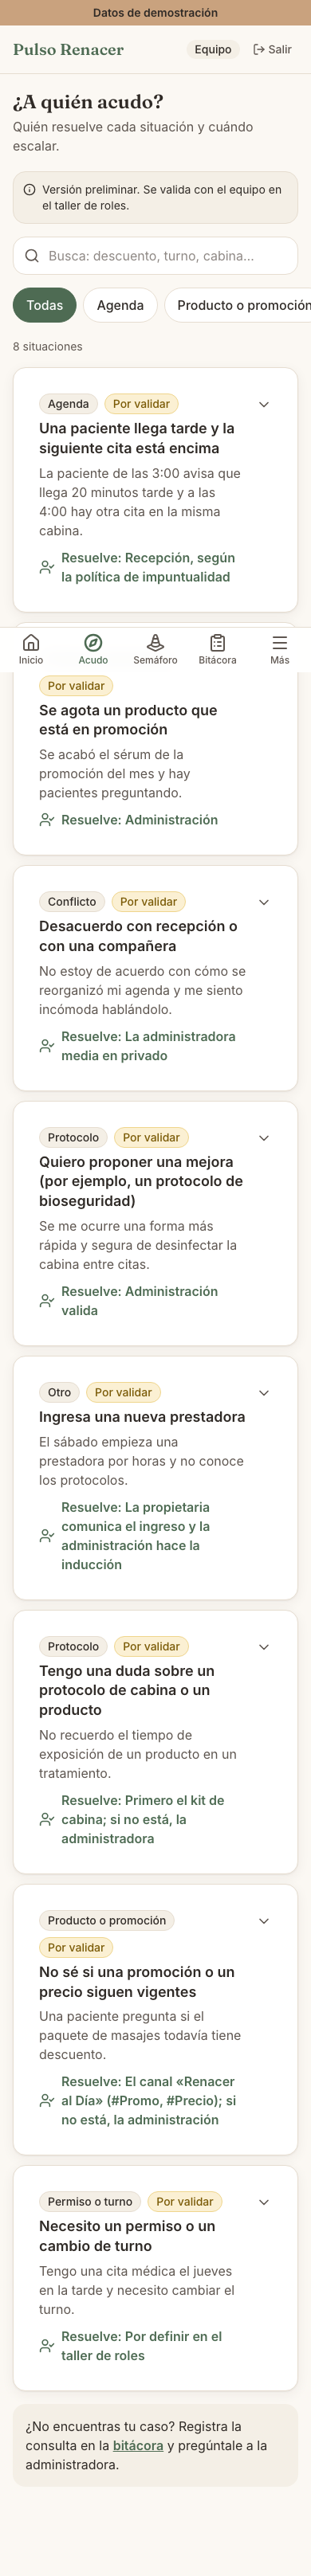 Datos de demostración
Pulso Renacer
Equipo
Salir
¿A quién acudo?
Quién resuelve cada situación y cuándo
escalar.
Versión preliminar. Se valida con el equipo en
el taller de roles.
Busca: descuento, turno, cabina...
Todas
Agenda
Producto o promoción
8 situaciones
Agenda
Por validar
Una paciente llega tarde y la
siguiente cita está encima
La paciente de las 3:00 avisa que
llega 20 minutos tarde y a las
4:00 hay otra cita en la misma
cabina.
Resuelve: Recepción, según
la política de impuntualidad
Inicio
Acudo
Semáforo
Bitácora
Más
Por validar
Se agota un producto que
está en promoción
Se acabó el sérum de la
promoción del mes y hay
pacientes preguntando.
Resuelve: Administración
Conflicto
Por validar
Desacuerdo con recepción o
con una compañera
No estoy de acuerdo con cómo se
reorganizó mi agenda y me siento
incómoda hablándolo.
Resuelve: La administradora
media en privado
Protocolo
Por validar
Quiero proponer una mejora
(por ejemplo, un protocolo de
bioseguridad)
Se me ocurre una forma más
rápida y segura de desinfectar la
cabina entre citas.
Resuelve: Administración
valida
Otro
Por validar
Ingresa una nueva prestadora
El sábado empieza una
prestadora por horas y no conoce
los protocolos.
Resuelve: La propietaria
comunica el ingreso y la
administración hace la
inducción
Protocolo
Por validar
Tengo una duda sobre un
protocolo de cabina o un
producto
No recuerdo el tiempo de
exposición de un producto en un
tratamiento.
Resuelve: Primero el kit de
cabina; si no está, la
administradora
Producto o promoción
Por validar
No sé si una promoción o un
precio siguen vigentes
Una paciente pregunta si el
paquete de masajes todavía tiene
descuento.
Resuelve: El canal «Renacer
al Día» (#Promo, #Precio); si
no está, la administración
Permiso o turno
Por validar
Necesito un permiso o un
cambio de turno
Tengo una cita médica el jueves
en la tarde y necesito cambiar el
turno.
Resuelve: Por definir en el
taller de roles
¿No encuentras tu caso? Registra la
consulta en la bitácora y pregúntale a la
administradora.